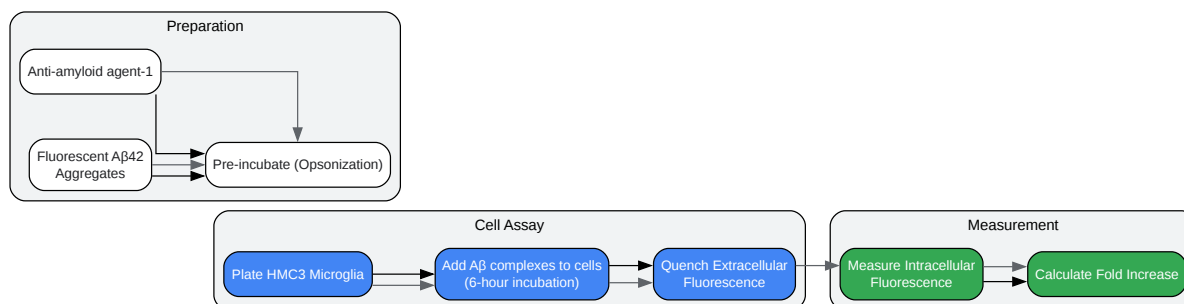 Preparation
Anti-amyloid agent-1
Fluorescent Aβ42
Aggregates
Pre-incubate (Opsonization)
Cell Assay
Plate HMC3 Microglia
Add Aβ complexes to cells
(6-hour incubation)
Quench Extracellular
Fluorescence
Measurement
Measure Intracellular
Fluorescence
Calculate Fold Increase